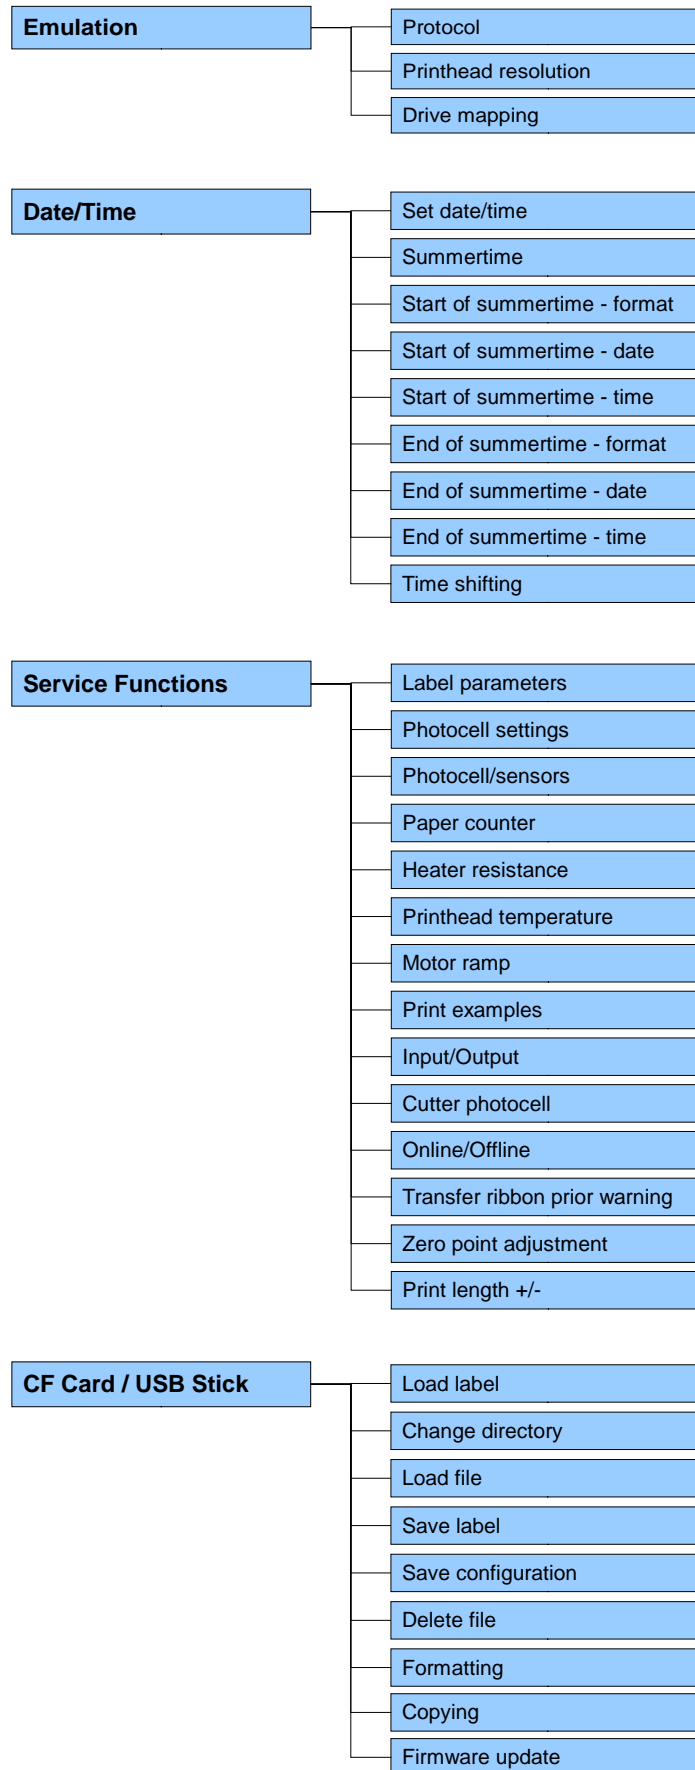 Emulation
Protocol
Printhead resolution
Drive mapping
Date/Time
Set date/time
Summertime
Start of summertime - format
Start of summertime - date
Start of summertime - time
End of summertime - format
End of summertime - date
End of summertime - time
Time shifting
Service Functions
Label parameters
Photocell settings
Photocell/sensors
Paper counter
Heater resistance
Printhead temperature
Motor ramp
Print examples
Input/Output
Cutter photocell
Online/Offline
Transfer ribbon prior warning
Zero point adjustment
Print length +/-
CF Card / USB Stick
Load label
Change directory
Load file
Save label
Save configuration
Delete file
Formatting
Copying
Firmware update